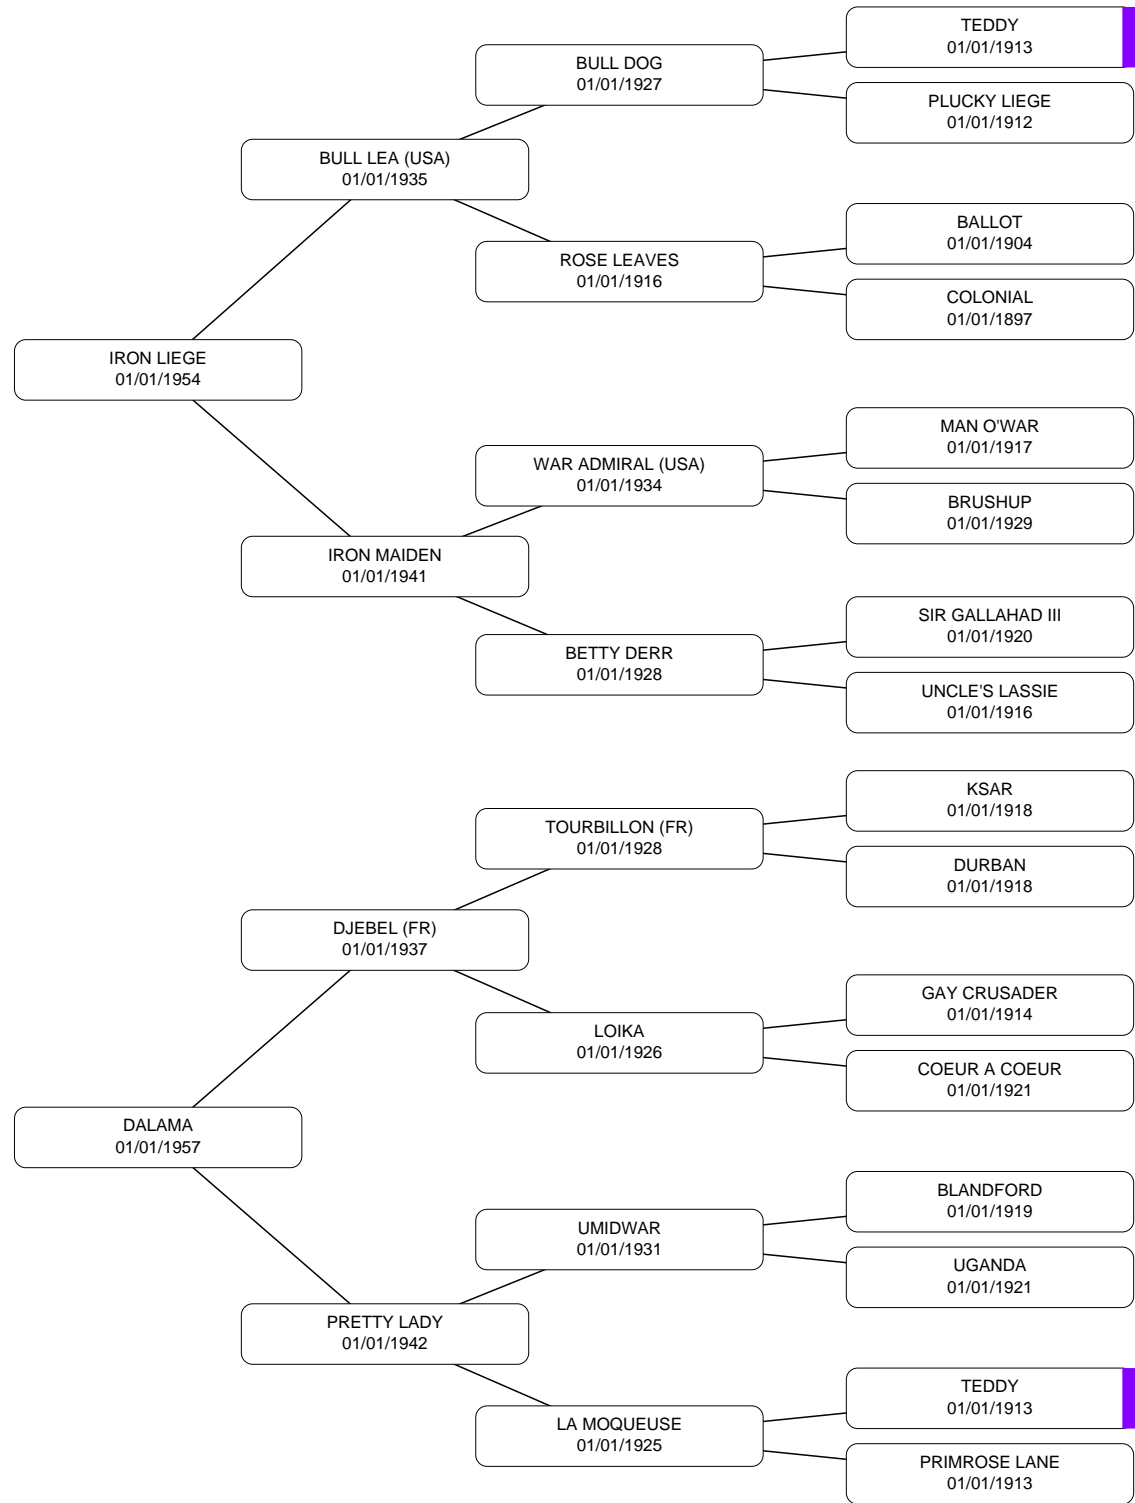 TEDDY
01/01/1913
BULL DOG
01/01/1927
PLUCKY LIEGE
01/01/1912
BULL LEA (USA)
01/01/1935
BALLOT
01/01/1904
ROSE LEAVES
01/01/1916
COLONIAL
01/01/1897
IRON LIEGE
01/01/1954
MAN O'WAR
01/01/1917
WAR ADMIRAL (USA)
01/01/1934
BRUSHUP
01/01/1929
IRON MAIDEN
01/01/1941
SIR GALLAHAD III
01/01/1920
BETTY DERR
01/01/1928
UNCLE'S LASSIE
01/01/1916
KSAR
01/01/1918
TOURBILLON (FR)
01/01/1928
DURBAN
01/01/1918
DJEBEL (FR)
01/01/1937
GAY CRUSADER
01/01/1914
LOIKA
01/01/1926
COEUR A COEUR
01/01/1921
DALAMA
01/01/1957
BLANDFORD
01/01/1919
UMIDWAR
01/01/1931
UGANDA
01/01/1921
PRETTY LADY
01/01/1942
TEDDY
01/01/1913
LA MOQUEUSE
01/01/1925
PRIMROSE LANE
01/01/1913